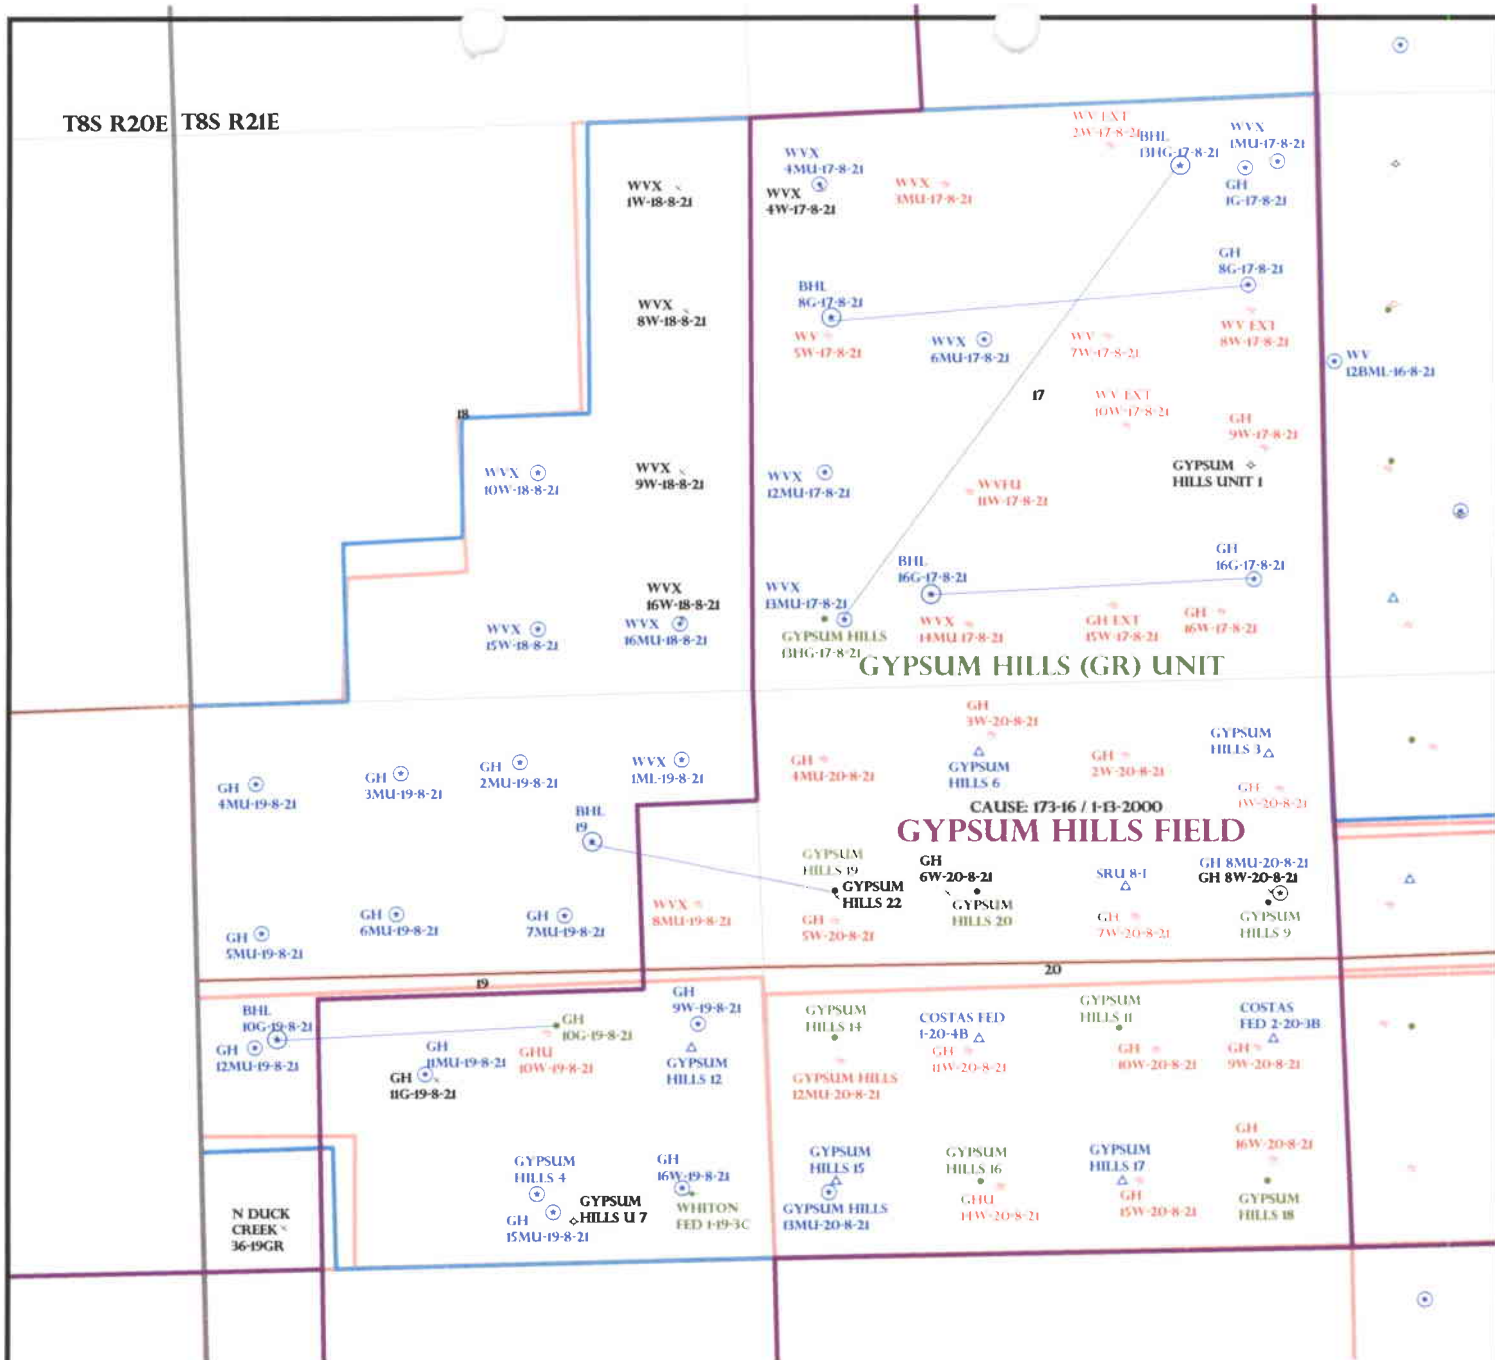 T8S R20E T8S R21E
WV EXT
2W-17-8-21
BHL
13HG-17-8-21
WVX
1MU-17-8-21
GH
1G-17-8-21
WVX
4MU-17-8-21
WVX
4W-17-8-21
WVX
3MU-17-8-21
WVX
1W-18-8-21
GH
8G-17-8-21
BHL
8G-17-8-21
WVX
8W-18-8-21
WV
5W-17-8-21
WVX
6MU-17-8-21
WV
7W-17-8-21
WV EXT
8W-17-8-21
WV
12BML-16-8-21
17
WV EXT
10W-17-8-21
18
GH
9W-17-8-21
WVX
10W-18-8-21
WVX
9W-18-8-21
WVX
12MU-17-8-21
WVFU
11W-17-8-21
GYPSUM
HILLS UNIT 1
BHL
16G-17-8-21
GH
16G-17-8-21
WVX
16W-18-8-21
WVX
13MU-17-8-21
WVX
15W-18-8-21
WVX
16MU-18-8-21
GYPSUM HILLS
13HG-17-8-21
WVX
14MU-17-8-21
GH EXT
15W-17-8-21
GH
16W-17-8-21
GYPSUM HILLS (GR) UNIT
GH
3W-20-8-21
GYPSUM
HILLS 3
GH
4MU-20-8-21
GYPSUM
HILLS 6
GH
2W-20-8-21
GH
1W-20-8-21
GH
4MU-19-8-21
GH
3MU-19-8-21
GH
2MU-19-8-21
WVX
1ML-19-8-21
CAUSE: 173-16 / 1-13-2000
GYPSUM HILLS FIELD
BHL
19
GYPSUM
HILLS 19
GYPSUM
HILLS 22
GH
6W-20-8-21
GYPSUM
HILLS 20
SRU 8-1
GH 8MU-20-8-21
GH 8W-20-8-21
GYPSUM
HILLS 9
GH
5MU-19-8-21
GH
6MU-19-8-21
GH
7MU-19-8-21
WVX
8MU-19-8-21
GH
5W-20-8-21
GH
7W-20-8-21
19
20
BHL
10G-19-8-21
GH
12MU-19-8-21
GH
10G-19-8-21
GHU
10W-19-8-21
GH
9W-19-8-21
GYPSUM
HILLS 12
GH
11MU-19-8-21
GH
11G-19-8-21
GYPSUM
HILLS 14
GYPSUM HILLS
12MU-20-8-21
COSTAS FED
1-20-4B
GH
11W-20-8-21
GYPSUM
HILLS 11
GH
10W-20-8-21
COSTAS
FED 2-20-3B
GH
9W-20-8-21
GH
16W-20-8-21
GYPSUM
HILLS 4
GH
15MU-19-8-21
GYPSUM
HILLS U 7
GH
16W-19-8-21
WHITON
FED 1-19-3C
GYPSUM
HILLS 15
GYPSUM HILLS
13MU-20-8-21
GYPSUM
HILLS 16
GHU
14W-20-8-21
GYPSUM
HILLS 17
GH
15W-20-8-21
GYPSUM
HILLS 18
N DUCK
CREEK
36-19GR